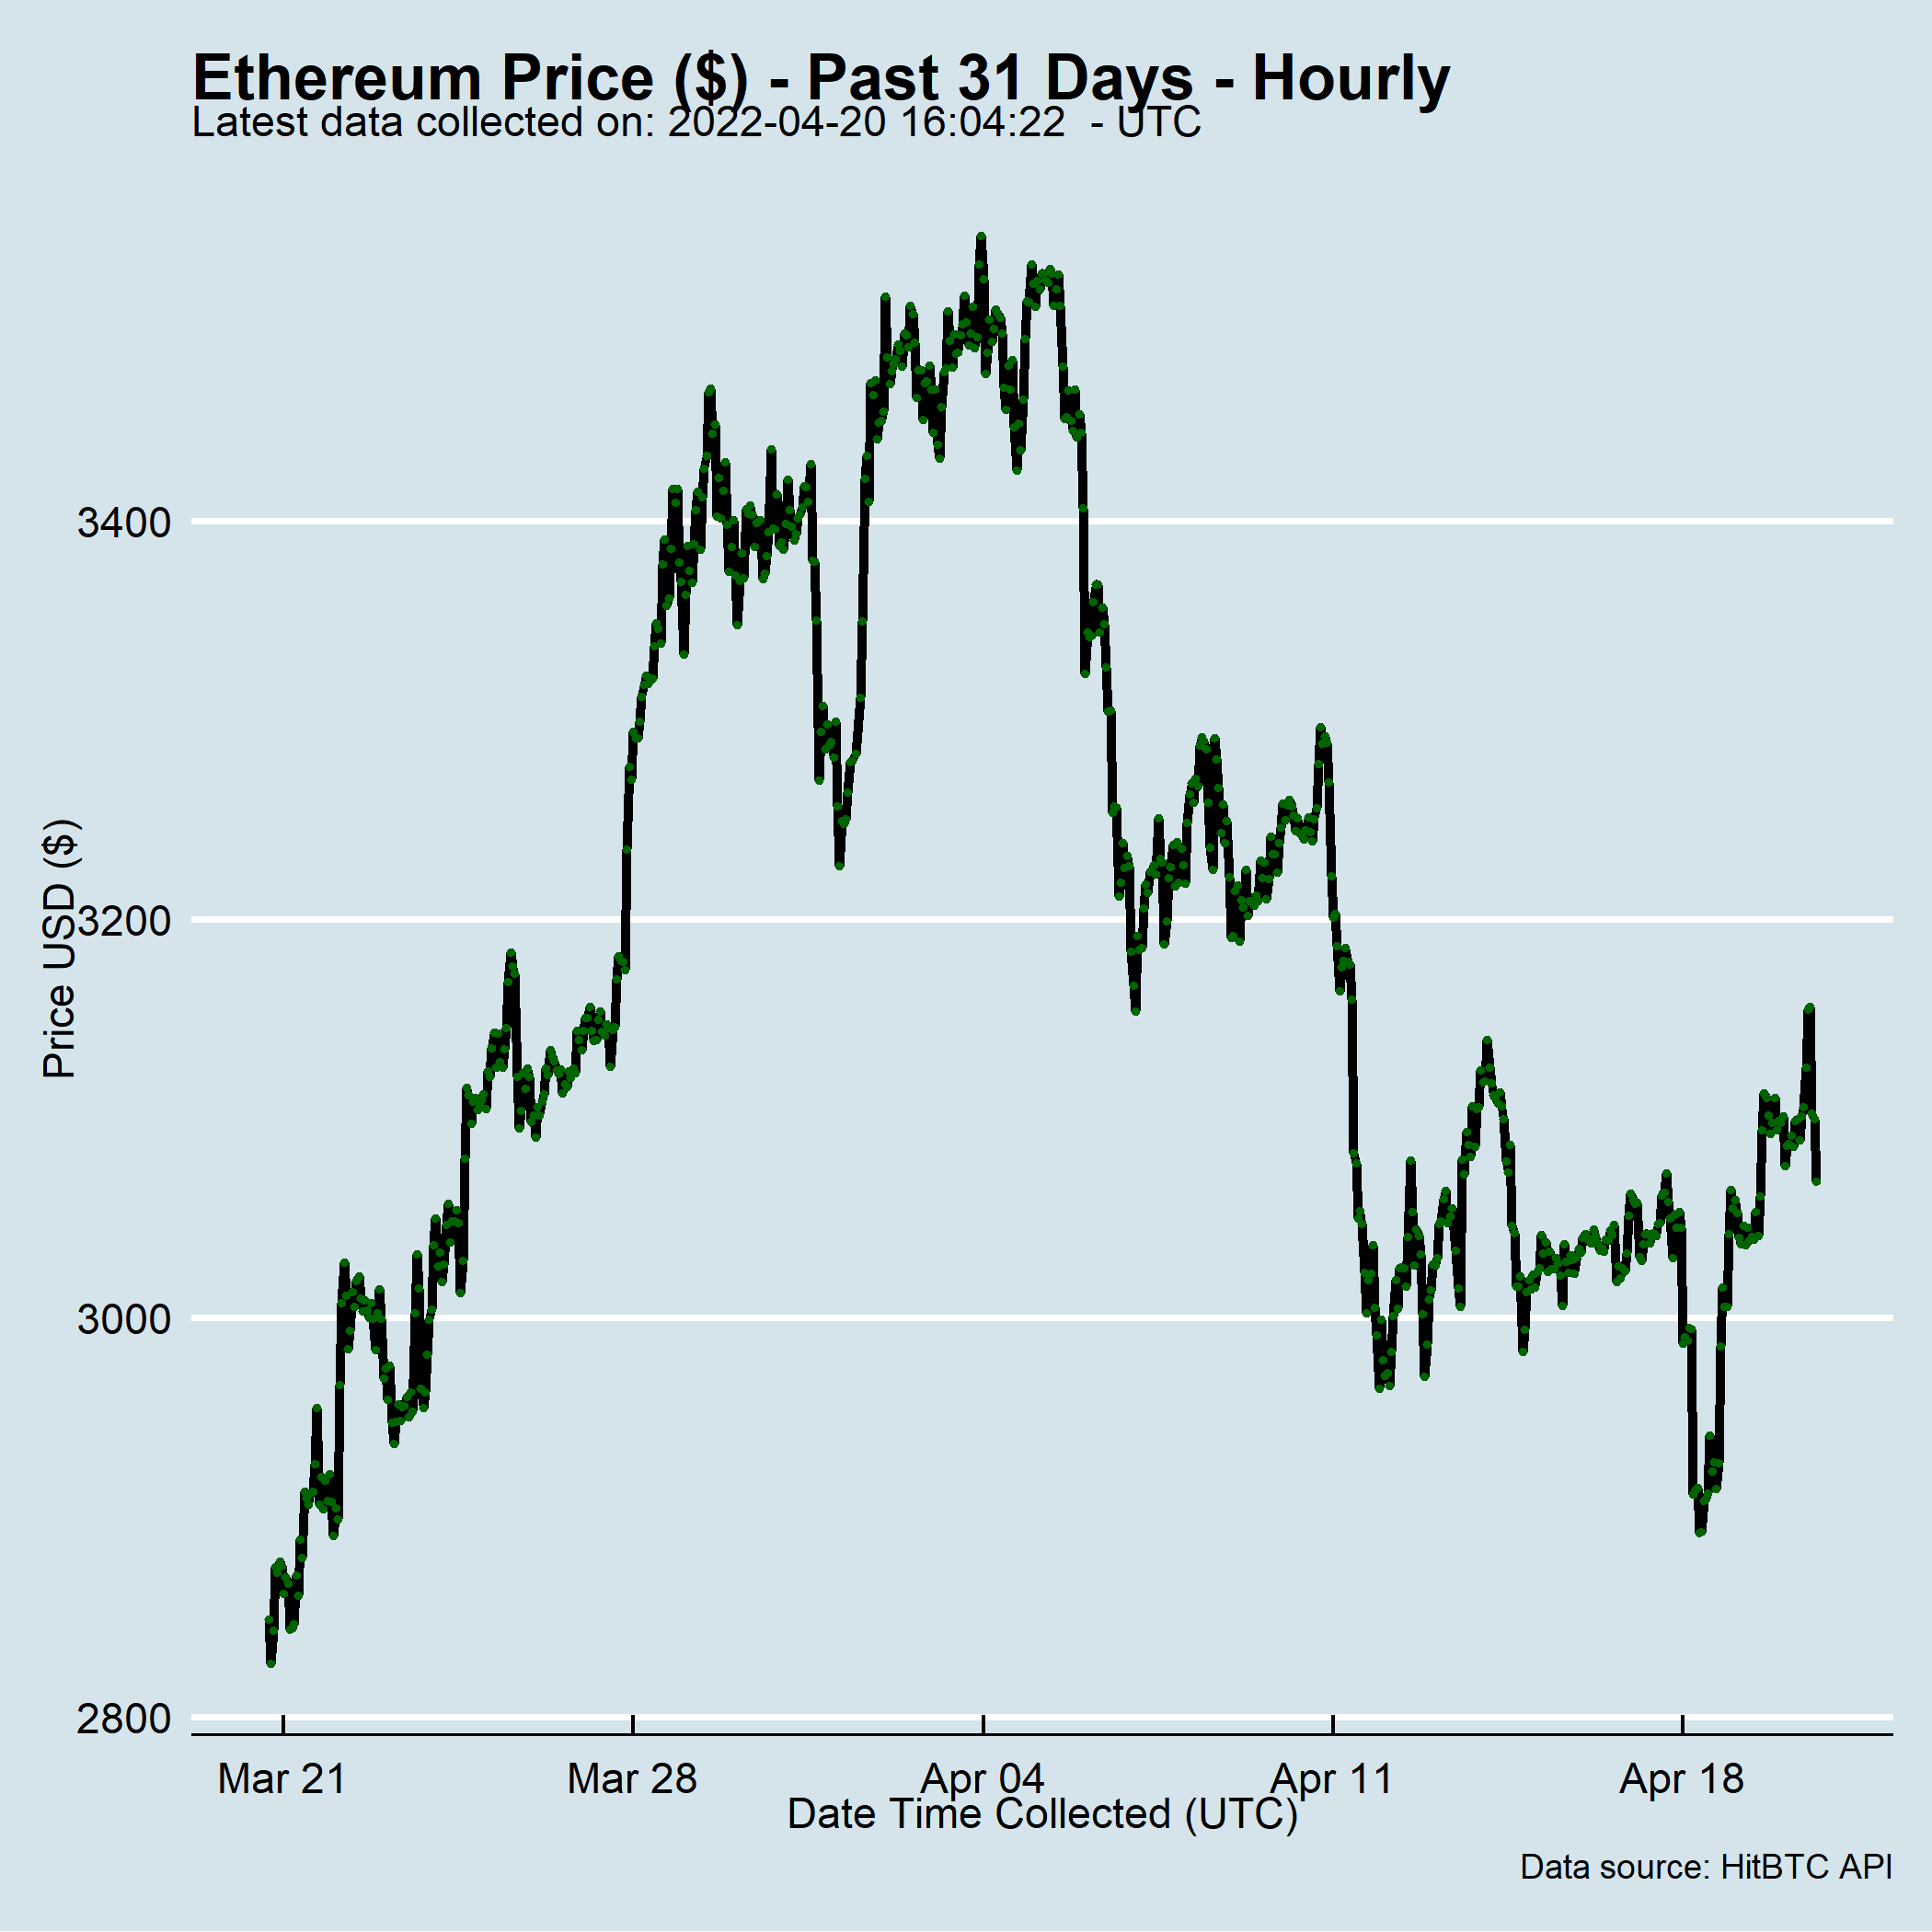 Ethereum Price ($) - Past 31 Days - Hourly
Latest data collected on: 2022-04-20 16:04:22  - UTC
Price USD ($)
3400
3200
3000
2800
Mar 21
Mar 28
Apr 04
Apr 11
Apr 18
Date Time Collected (UTC)
Data source: HitBTC API